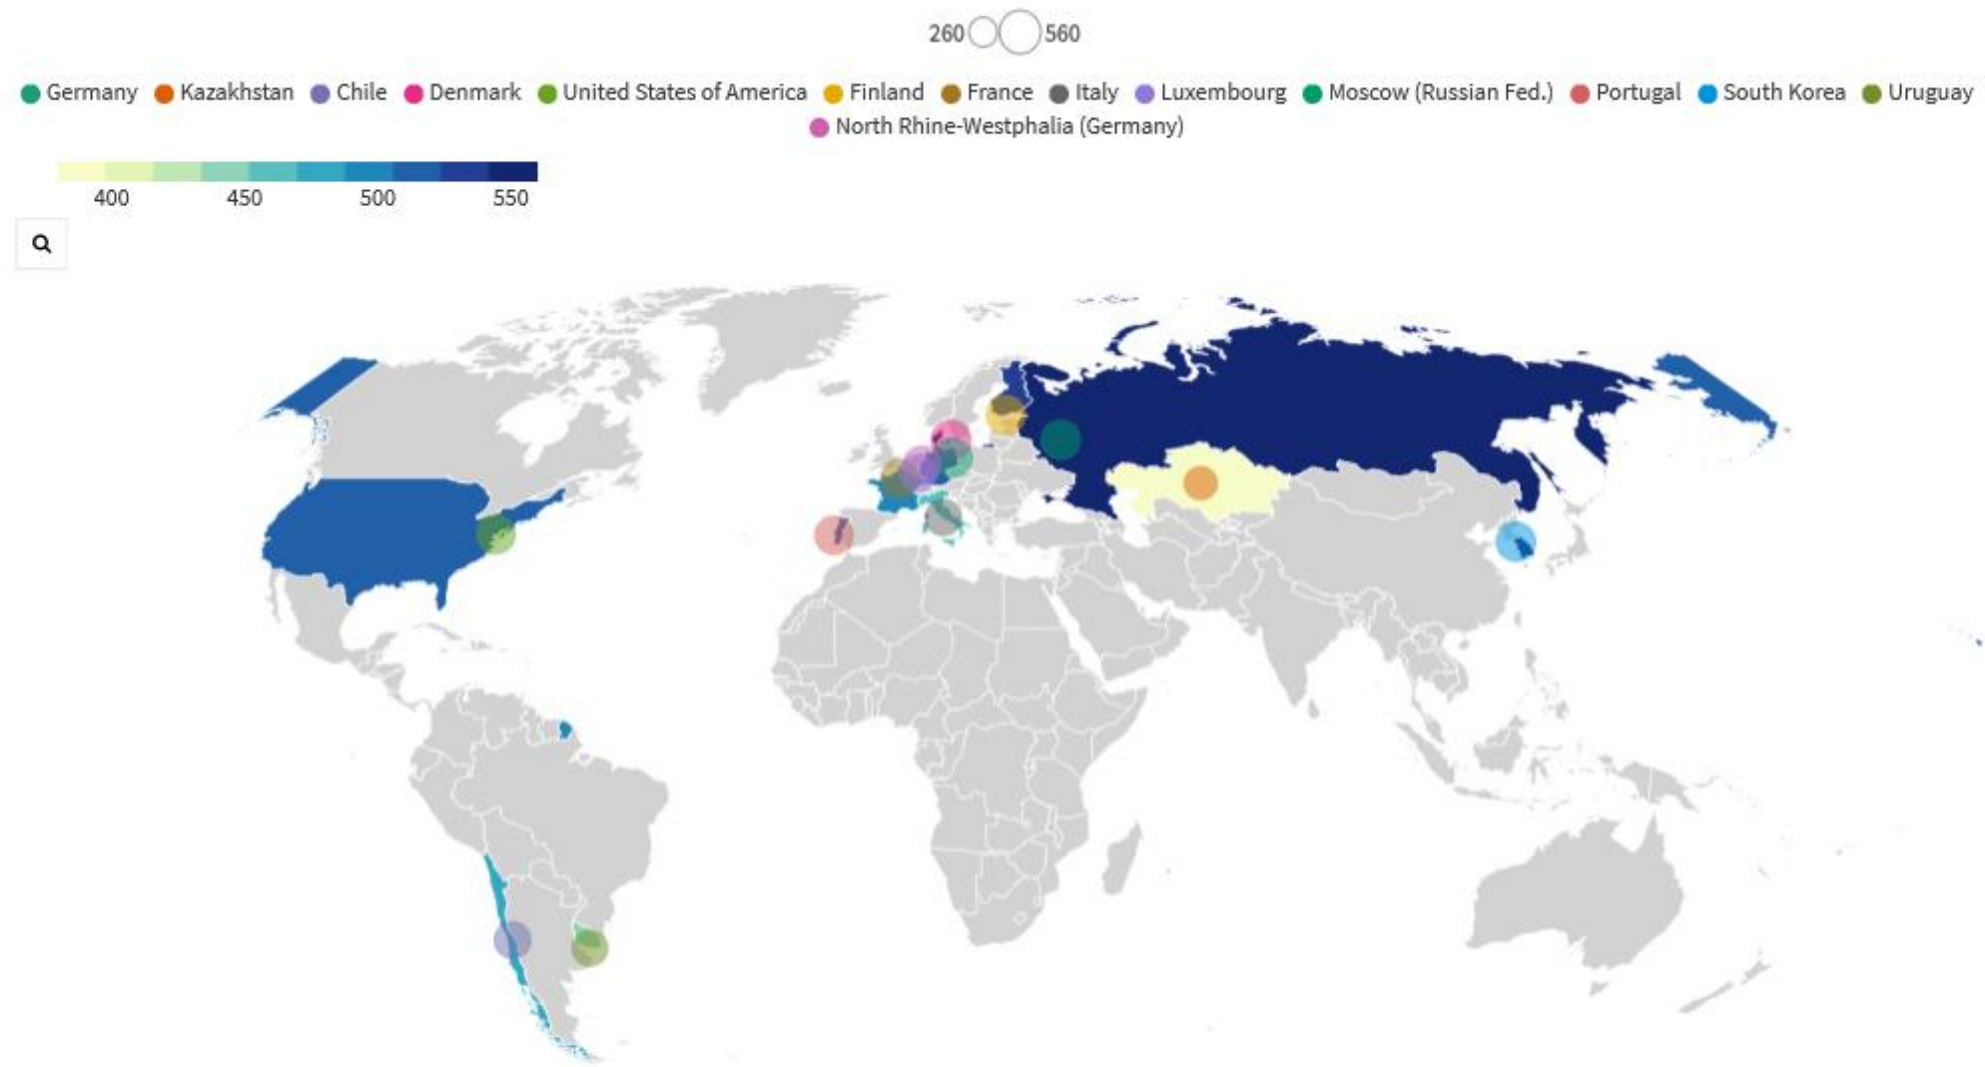 260 560
Germany Kazakhstan Chile Denmark United States of America Finland France Italy Luxembourg Moscow (Russian Fed.) Portugal South Korea Uruguay
North Rhine-Westphalia (Germany)
400 450 500 550